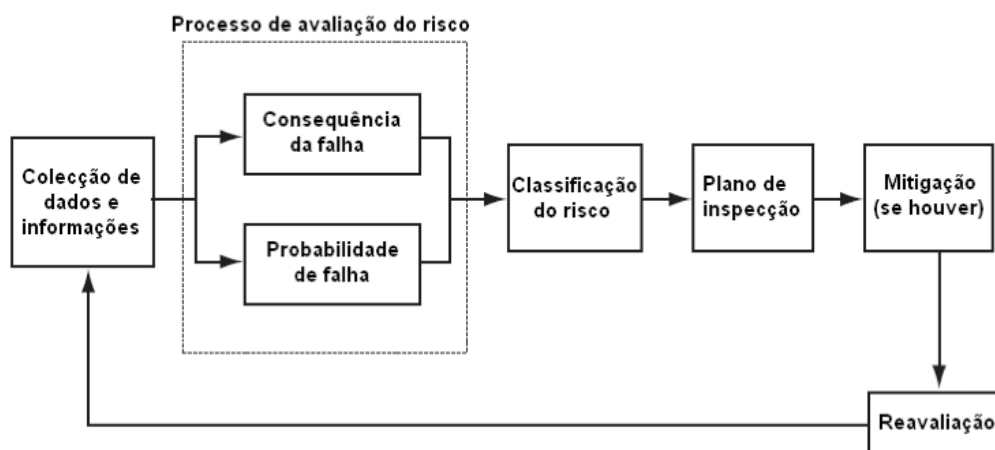 Processo de avaliação do risco
Colecção de
dados e
informações
Consequência
da falha
Probabilidade
de falha
Classificação
do risco
Plano de
inspecção
Mitigação
(se houver)
Reavaliação